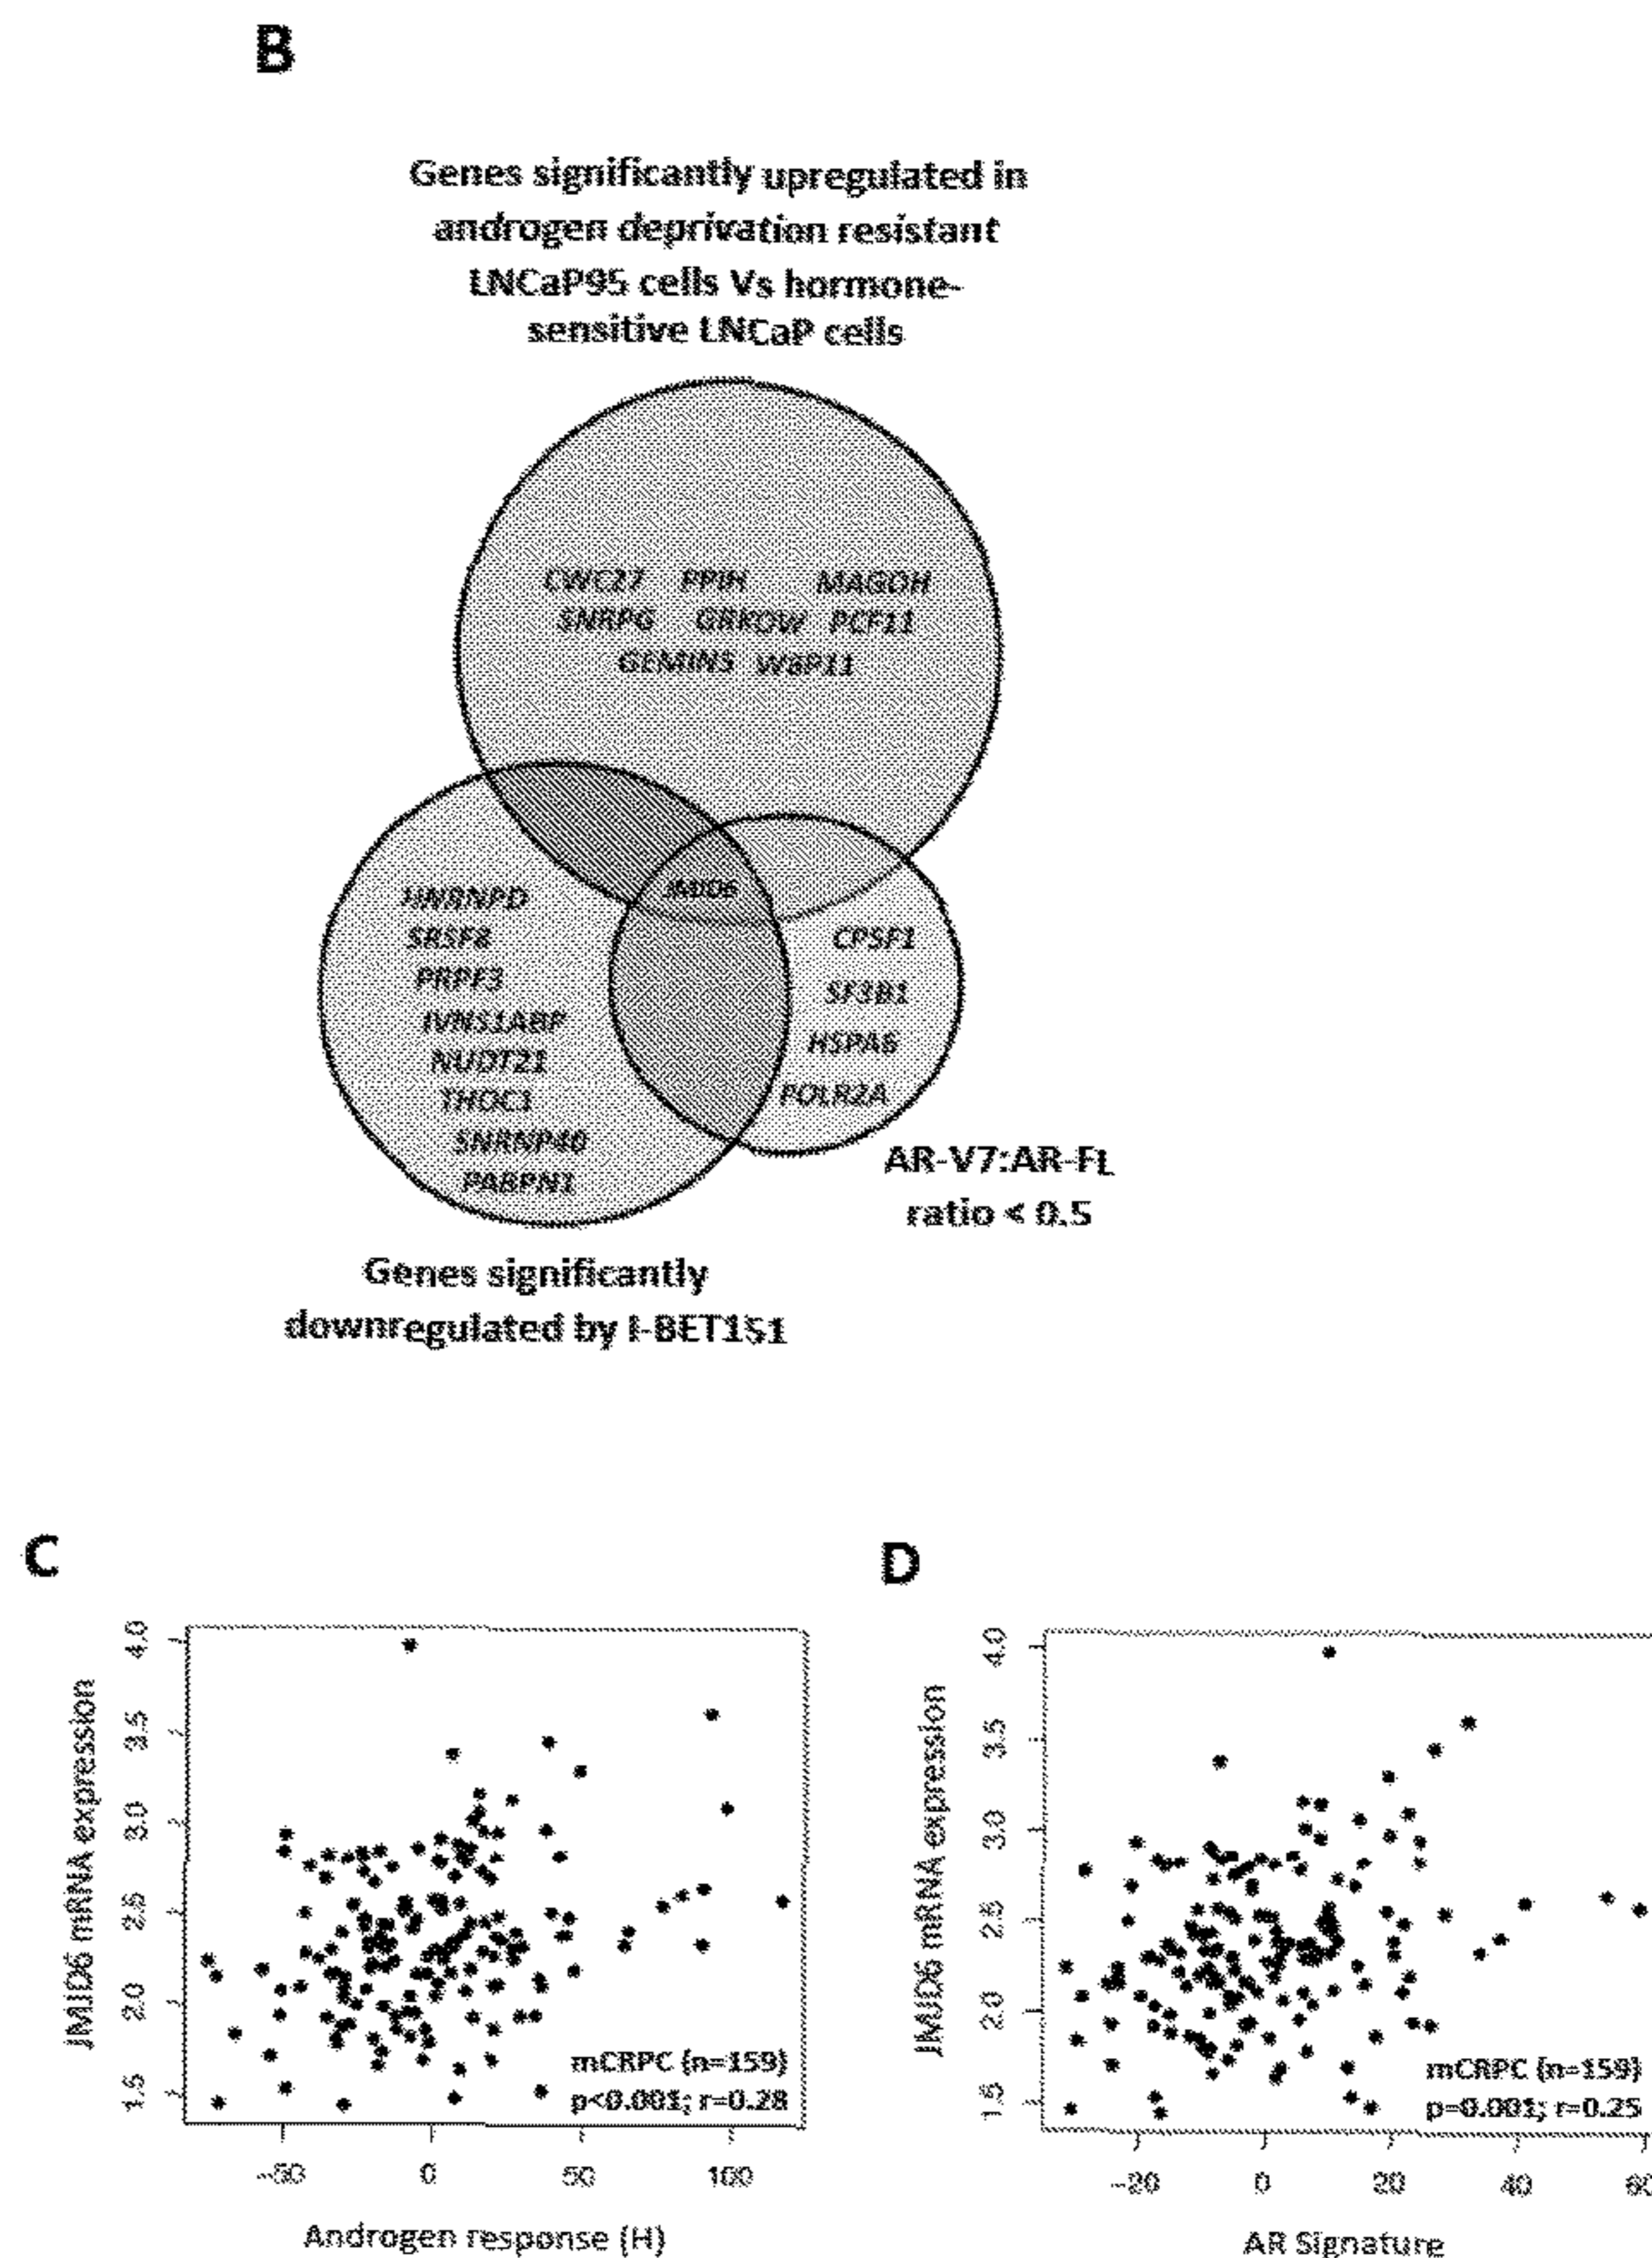 B
Genes significantly upregulated in
androgen deprivation resistant
LNCaP95 cells Vs hormone-
sensitive LNCaP cells
CWC27 PPIH MAGOH
SNRPG GRKOW PCF11
GEMIN5 WBP11
JMJD6
HNRNPD
SRSF8
PRPF3
IVNS1ABP
NUDT21
THOC1
SNRNP40
PABPN1
CPSF1
SF3B1
HSPA8
POLR2A
AR-V7:AR-FL
ratio < 0.5
Genes significantly
downregulated by I-BET151
C
JMJD6 mRNA expression
4.0
3.5
3.0
2.5
2.0
1.5
mCRPC (n=159)
p<0.001; r=0.28
-50 0 50 100
Androgen response (H)
D
JMJD6 mRNA expression
4.0
3.5
3.0
2.5
2.0
1.5
mCRPC (n=159)
p=0.001; r=0.25
-20 0 20 40 60
AR Signature